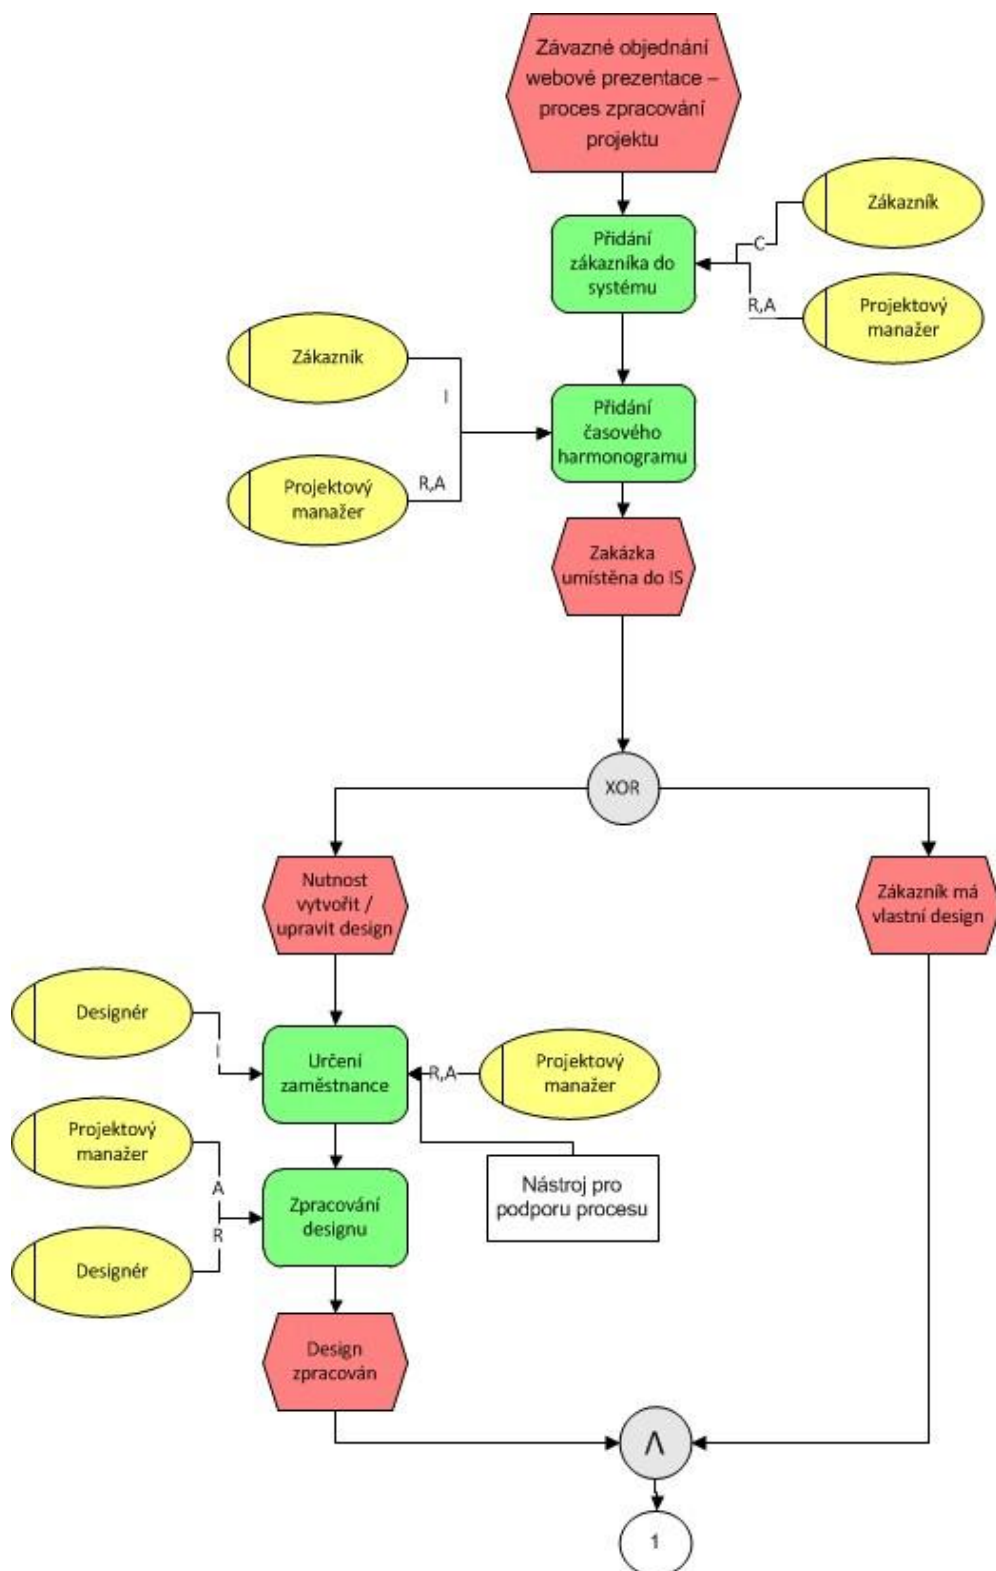 Závazné objednání
webové prezentace –
proces zpracování
projektu
Zákazník
Přidání
zákazníka do
systému
C
R,A
Projektový
manažer
Zákazník
I
Přidání
časového
harmonogramu
R,A
Projektový
manažer
Zakázka
umístěna do IS
XOR
Nutnost
vytvořit /
upravit design
Zákazník má
vlastní design
Designér
I
Určení
zaměstnance
R,A
Projektový
manažer
Projektový
manažer
A
Nástroj pro
podporu procesu
Zpracování
designu
R
Designér
Design
zpracován
Λ
1